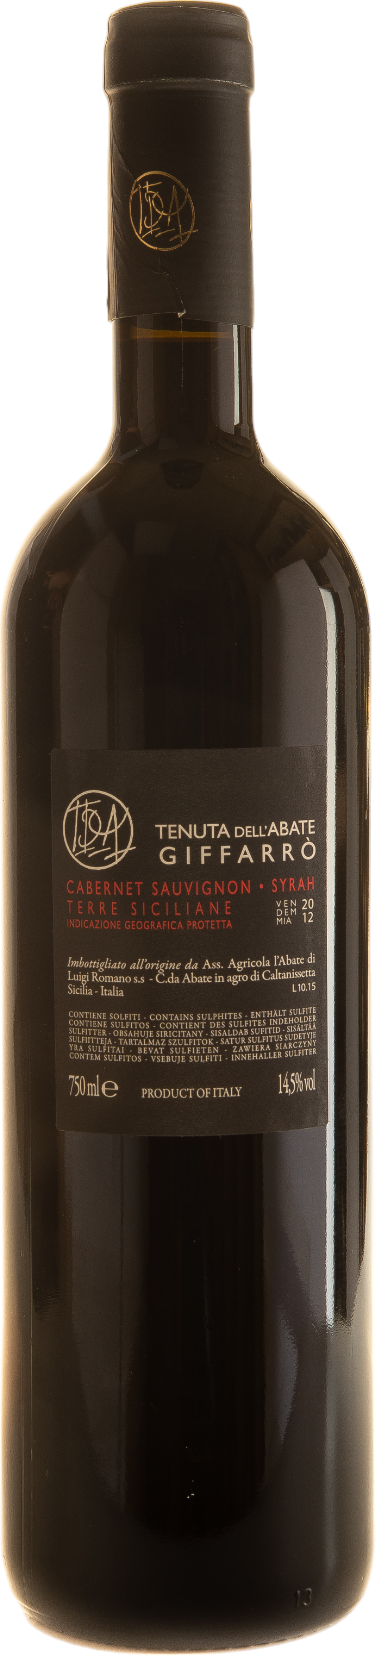 TDA
TDA
TENUTA DELL'ABATE
GIFFARRÒ
CABERNET SAUVIGNON • SYRAH
TERRE SICILIANE
INDICAZIONE GEOGRAFICA PROTETTA
VEN 20
DEM 12
MIA
Imbottigliato all'origine da Ass. Agricola l'Abate di
Luigi Romano s.s - C.da Abate in agro di Caltanissetta
Sicilia - Italia
L 10.15
CONTIENE SOLFITI - CONTAINS SULPHITES - ENTHÄLT SULFITE
CONTIENE SULFITOS - CONTIENT DES SULFITES INDEHOLDER
SULFITTER - OBSAHUJE SIRICITANY - SISALDAB SUFITID - SISÄLTÄÄ
SULFIITTEJA - TARTALMAZ SZULFITOK - SATUR SULFITUS SUDETYJE
YRA SULFITAI - BEVAT SULFIETEN - ZAWIERA SIARCZYNY
CONTEM SULFITOS - VSEBUJE SULFITI - INNEHALLER SULFITER
750 ml e PRODUCT OF ITALY 14,5% vol
13